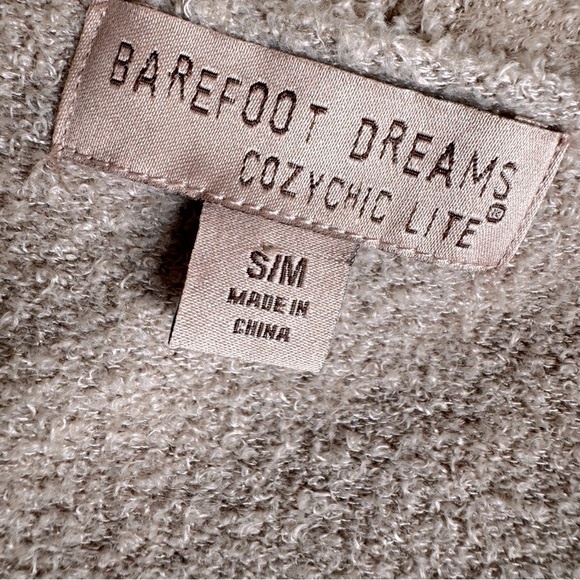 BAREFOOT DREAMS
COZYCHIC LITE®
S/M
MADE IN
CHINA